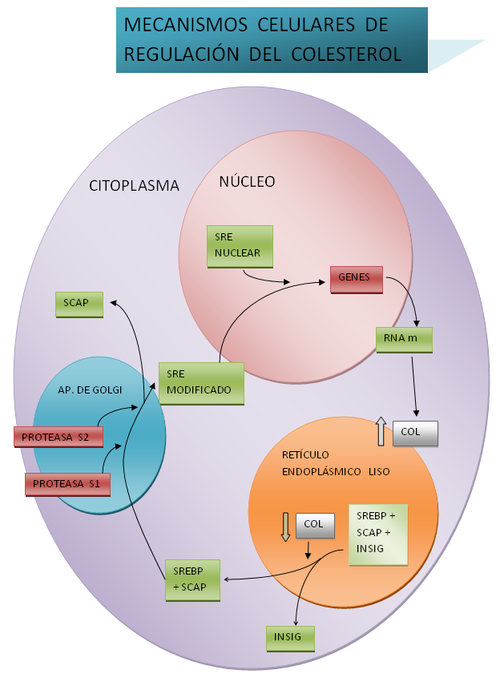 MECANISMOS CELULARES DE
REGULACIÓN DEL COLESTEROL
CITOPLASMA
NÚCLEO
SRE
NUCLEAR
GENES
SCAP
RNA m
SRE
MODIFICADO
AP. DE GOLGI
PROTEASA S2
PROTEASA S1
COL
RETÍCULO
ENDOPLÁSMICO LISO
COL
SREBP +
SCAP +
INSIG
SREBP
+ SCAP
INSIG